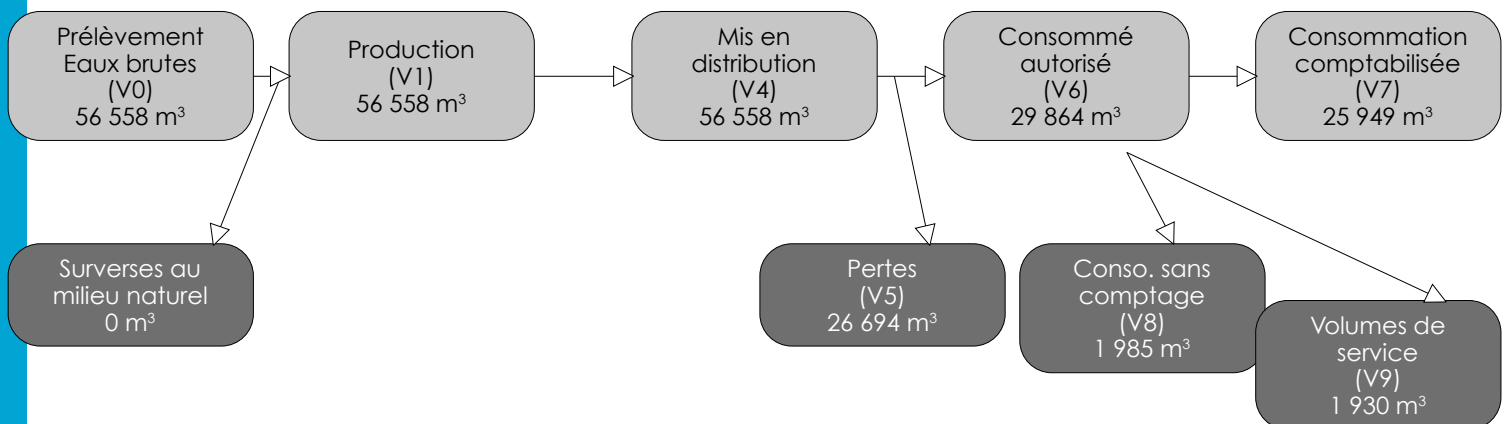 Prélèvement
Eaux brutes
(V0)
56 558 m³
Production
(V1)
56 558 m³
Mis en
distribution
(V4)
56 558 m³
Consommé
autorisé
(V6)
29 864 m³
Consommation
comptabilisée
(V7)
25 949 m³
Surverses au
milieu naturel
0 m³
Pertes
(V5)
26 694 m³
Conso. sans
comptage
(V8)
1 985 m³
Volumes de
service
(V9)
1 930 m³